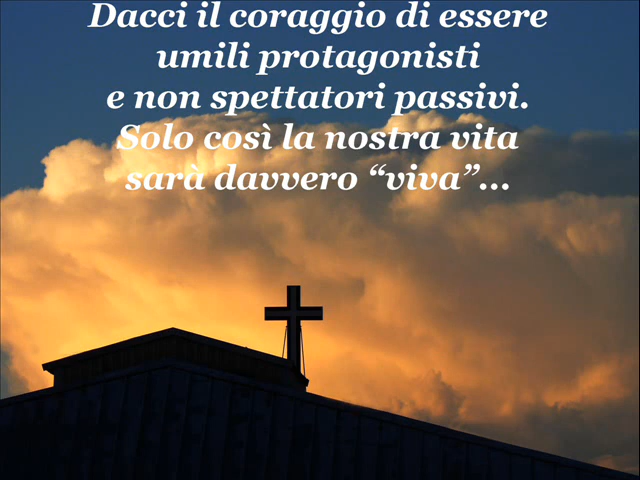 Dacci il coraggio di essere
umili protagonisti
e non spettatori passivi.
Solo così la nostra vita
sarà davvero “viva”...